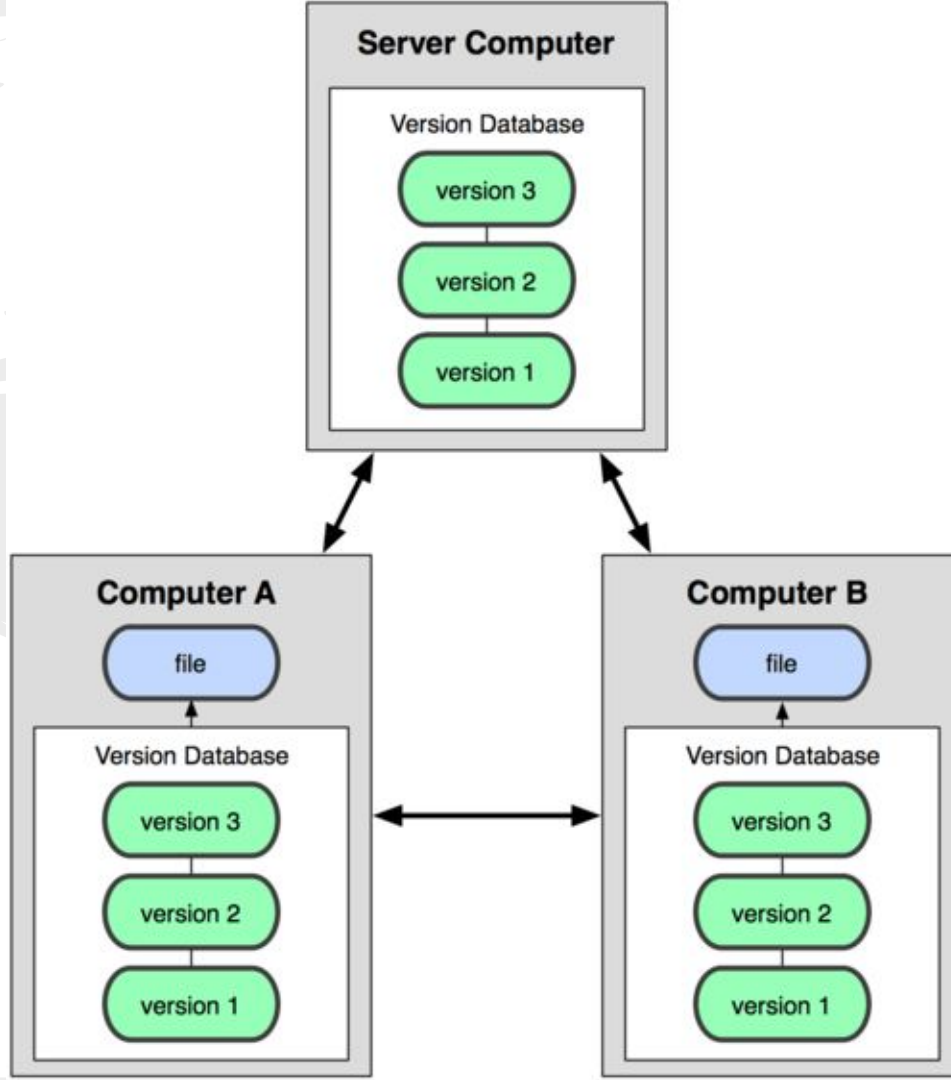 Server Computer
Version Database
version 3
version 2
version 1
Computer A
file
Version Database
version 3
version 2
version 1
Computer B
file
Version Database
version 3
version 2
version 1